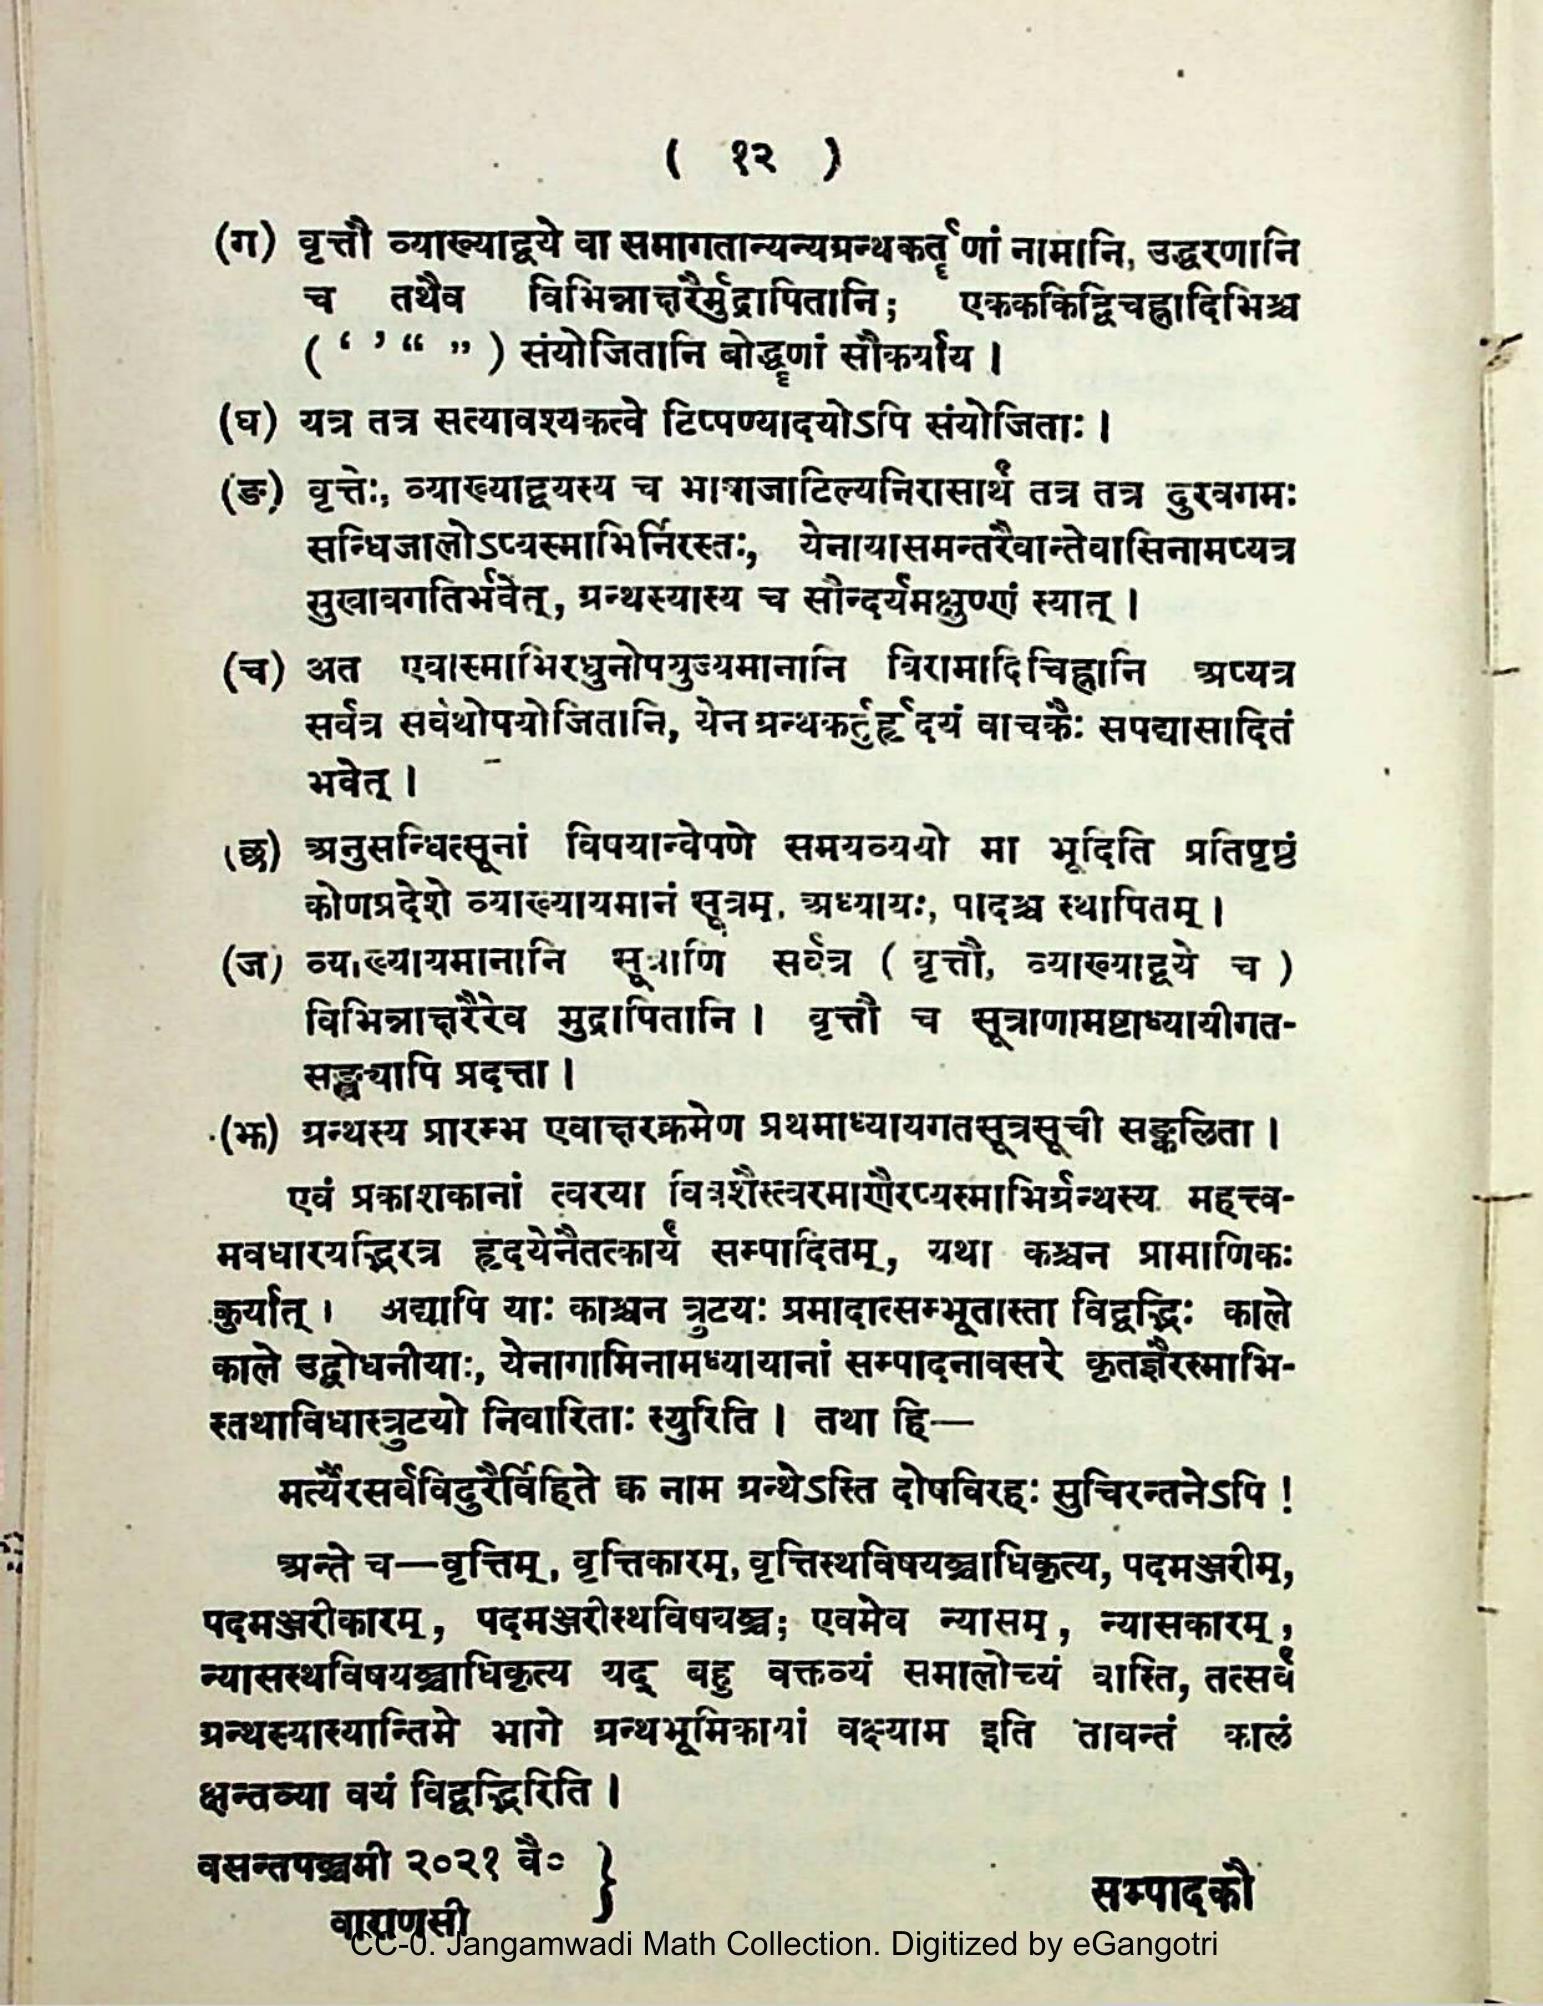 ( १२ )
(ग) वृत्तौ व्याख्याद्वये वा समागतान्यन्यग्रन्थकर्तॄणां नामानि, उद्धरणानि
च तथैव विभिन्नाक्षरैर्मुद्रापितानि; एकककिद्विचह्नादिभिश्च
( ‘ ’ “ ” ) संयोजितानि बोद्धॄणां सौकर्याय ।
(घ) यत्र तत्र सत्यावश्यकत्वे टिप्पण्यादयोऽपि संयोजिताः ।
(ङ) वृत्तेः, व्याख्याद्वयस्य च भाषाजाटिल्यनिरासार्थं तत्र तत्र दुरवगमः
सन्धिजालोऽप्यस्माभिर्निरस्तः, येनायासमन्तरैवान्तेवासिनामप्यत्र
सुखावगतिर्भवेत्, ग्रन्थस्यास्य च सौन्दर्यमक्षुण्णं स्यात् ।
(च) अत एवास्माभिरधुनोपयुज्यमानानि विरामादिचिह्नानि अप्यत्र
सर्वत्र सर्वथोपयोजितानि, येन ग्रन्थकर्तुर्हृदयं वाचकैः सपद्यासादितं
भवेत् ।
(छ) अनुसन्धित्सूनां विषयान्वेषणे समयव्ययो मा भूदिति प्रतिपृष्ठं
कोणप्रदेशे व्याख्यायमानं सूत्रम्, अध्यायः, पादश्च स्थापितम् ।
(ज) व्याख्यायमानानि सूत्राणि सर्वत्र ( वृत्तौ, व्याख्याद्वये च )
विभिन्नाक्षरैरेव मुद्रापितानि । वृत्तौ च सूत्राणामष्टाध्यायीगत-
सङ्ख्यापि प्रदत्ता ।
(झ) ग्रन्थस्य प्रारम्भ एवाक्षरक्रमेण प्रथमाध्यायगतसूत्रसूची सङ्कलिता ।
एवं प्रकाशकानां त्वरया विवशैस्त्वरमाणैरप्यस्माभिर्ग्रन्थस्य महत्त्व-
मवधारयद्भिरत्र हृदयेनैतत्कार्यं सम्पादितम्, यथा कश्चन प्रामाणिकः
कुर्यात् । अद्यापि याः काश्चन त्रुटयः प्रमादात्सम्भूतास्ता विद्वद्भिः काले
काले उद्बोधनीयाः, येनागामिनामध्यायानां सम्पादनावसरे कृतज्ञैरस्माभि-
स्तथाविधास्त्रुटयो निवारिताः स्युरिति । तथा हि—
मर्त्यैरसर्वविदुरैर्विहिते क्व नाम ग्रन्थेऽस्ति दोषविरहः सुचिरन्तनेऽपि !
अन्ते च—वृत्तिम्, वृत्तिकारम्, वृत्तिस्थविषयञ्चाधिकृत्य, पदमञ्जरीम्,
पदमञ्जरीकारम्, पदमञ्जरीस्थविषयञ्च; एवमेव न्यासम्, न्यासकारम्,
न्यासस्थविषयञ्चाधिकृत्य यद् बहु वक्तव्यं समालोच्यं वास्ति, तत्सर्वं
ग्रन्थस्यास्यान्तिमे भागे ग्रन्थभूमिकायां वक्ष्याम इति तावन्तं कालं
क्षन्तव्या वयं विद्वद्भिरिति ।
वसन्तपञ्चमी २०२१ वै० }
वाराणसी
सम्पादकौ
CC-0. Jangamwadi Math Collection. Digitized by eGangotri